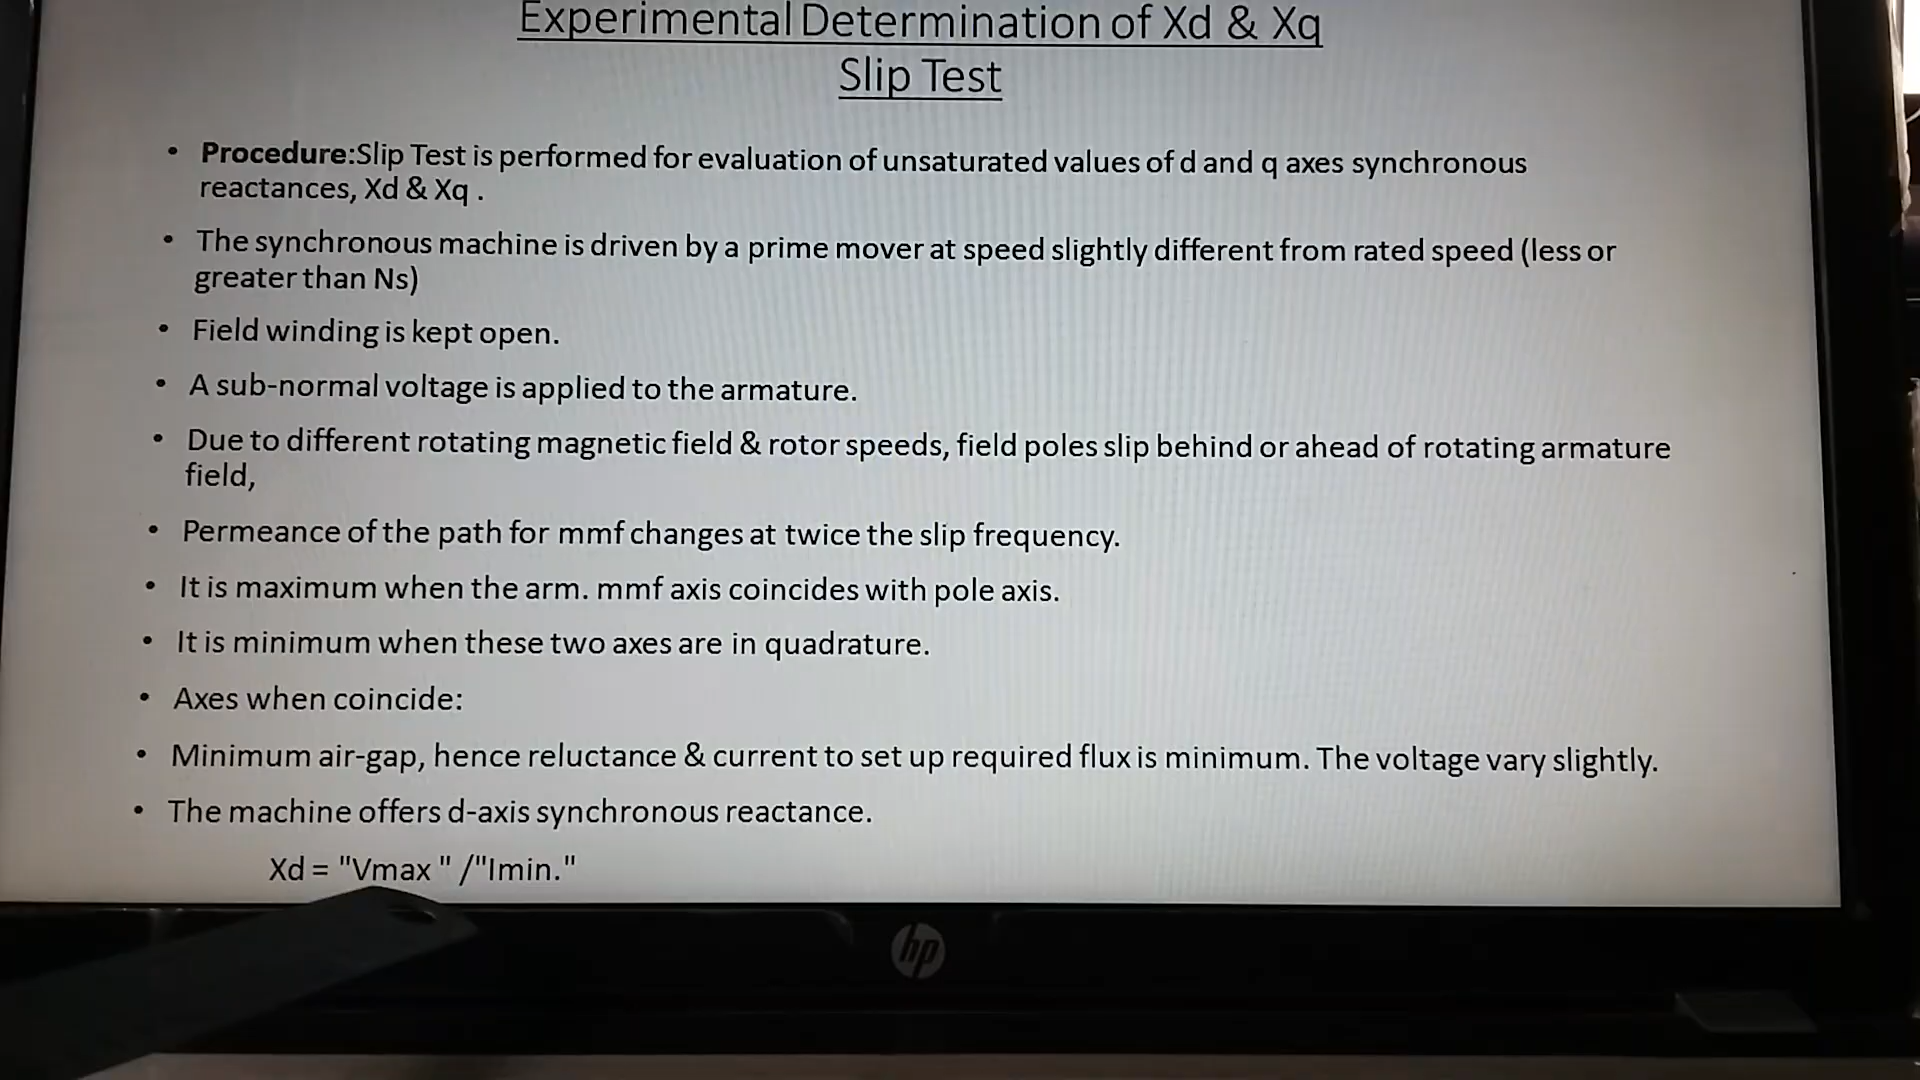 Experimental Determination of Xd & Xq
Slip Test
• Procedure:Slip Test is performed for evaluation of unsaturated values of d and q axes synchronous
reactances, Xd & Xq .
• The synchronous machine is driven by a prime mover at speed slightly different from rated speed (less or
greater than Ns)
• Field winding is kept open.
• A sub-normal voltage is applied to the armature.
• Due to different rotating magnetic field & rotor speeds, field poles slip behind or ahead of rotating armature
field,
• Permeance of the path for mmf changes at twice the slip frequency.
• It is maximum when the arm. mmf axis coincides with pole axis.
• It is minimum when these two axes are in quadrature.
• Axes when coincide:
• Minimum air-gap, hence reluctance & current to set up required flux is minimum. The voltage vary slightly.
• The machine offers d-axis synchronous reactance.
Xd = "Vmax " /"Imin."
hp